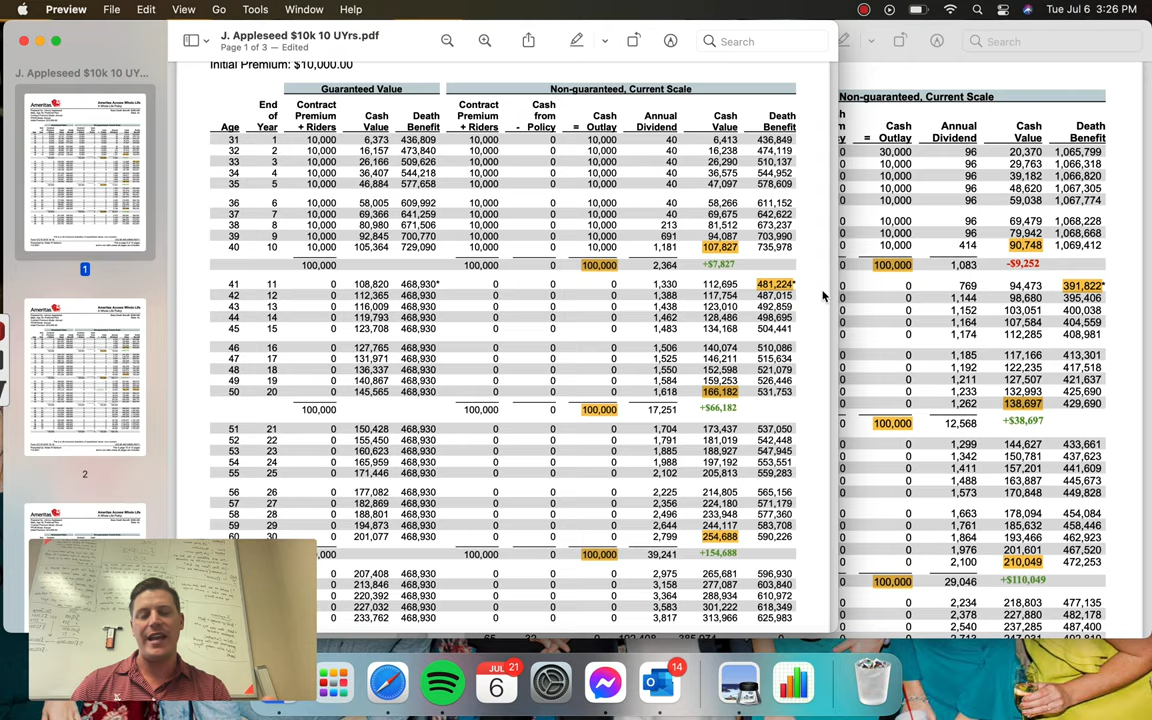 Preview File Edit View Go Tools Window Help Tue Jul 6 3:26 PM
J. Appleseed $10k 10 UYrs.pdf
Page 1 of 3 — Edited
Search
Search
J. Appleseed $10k 10 UY...
1
2
Initial Premium: $10,000.00
Guaranteed Value Non-guaranteed, Current Scale
End Contract Cash Contract Cash
of Premium Cash Death Premium from Cash Annual Cash Death
Age Year + Riders Value Benefit + Riders - Policy = Outlay Dividend Value Benefit
31 1 10,000 6,373 436,809 10,000 0 10,000 40 6,413 436,849
32 2 10,000 16,157 473,840 10,000 0 10,000 40 16,238 474,119
33 3 10,000 26,166 509,626 10,000 0 10,000 40 26,290 510,137
34 4 10,000 36,407 544,218 10,000 0 10,000 40 36,575 544,952
35 5 10,000 46,884 577,658 10,000 0 10,000 40 47,097 578,609
36 6 10,000 58,005 609,992 10,000 0 10,000 40 58,266 611,152
37 7 10,000 69,366 641,259 10,000 0 10,000 40 69,675 642,622
38 8 10,000 80,980 671,506 10,000 0 10,000 213 81,512 673,237
39 9 10,000 92,845 700,770 10,000 0 10,000 691 94,087 703,990
40 10 10,000 105,364 729,090 10,000 0 10,000 1,181 107,827 735,978
100,000 100,000 0 100,000 2,364 +$7,827
41 11 0 108,820 468,930* 0 0 0 1,330 112,695 481,224*
42 12 0 112,365 468,930 0 0 0 1,388 117,754 487,015
43 13 0 116,009 468,930 0 0 0 1,438 123,010 492,859
44 14 0 119,793 468,930 0 0 0 1,462 128,486 498,695
45 15 0 123,708 468,930 0 0 0 1,483 134,168 504,441
46 16 0 127,765 468,930 0 0 0 1,506 140,074 510,086
47 17 0 131,971 468,930 0 0 0 1,525 146,211 515,634
48 18 0 136,337 468,930 0 0 0 1,550 152,598 521,079
49 19 0 140,867 468,930 0 0 0 1,584 159,253 526,446
50 20 0 145,565 468,930 0 0 0 1,618 166,182 531,753
100,000 100,000 0 100,000 17,251 +$66,182
51 21 0 150,428 468,930 0 0 0 1,704 173,437 537,050
52 22 0 155,450 468,930 0 0 0 1,791 181,019 542,448
53 23 0 160,623 468,930 0 0 0 1,885 188,927 547,945
54 24 0 165,959 468,930 0 0 0 1,988 197,192 553,551
55 25 0 171,446 468,930 0 0 0 2,102 205,813 559,283
56 26 0 177,082 468,930 0 0 0 2,225 214,805 565,156
57 27 0 182,869 468,930 0 0 0 2,356 224,180 571,179
58 28 0 188,801 468,930 0 0 0 2,496 233,948 577,360
59 29 0 194,873 468,930 0 0 0 2,644 244,117 583,708
60 30 0 201,077 468,930 0 0 0 2,799 254,688 590,226
100,000 0 100,000 39,241 +154,688
0 207,408 468,930 0 0 0 2,975 265,681 596,930
0 213,846 468,930 0 0 0 3,158 277,087 603,840
0 220,392 468,930 0 0 0 3,364 288,934 610,972
0 227,032 468,930 0 0 0 3,583 301,222 618,349
0 233,762 468,930 0 0 0 3,817 313,966 625,983
Non-guaranteed, Current Scale
Cash Annual Cash Death
= Outlay Dividend Value Benefit
30,000 96 20,370 1,065,799
10,000 96 29,763 1,066,318
10,000 96 39,182 1,066,820
10,000 96 48,620 1,067,305
10,000 96 59,038 1,067,774
10,000 96 69,479 1,068,228
10,000 96 79,942 1,068,668
10,000 414 90,748 1,069,412
100,000 1,083 -$9,252
0 769 94,473 391,872*
0 1,144 98,680 395,406
0 1,152 103,051 400,038
0 1,164 107,584 404,559
0 1,174 112,285 408,981
0 1,185 117,166 413,301
0 1,192 122,235 417,518
0 1,211 127,507 421,637
0 1,233 132,993 425,690
0 1,262 138,697 429,690
100,000 12,568 +$38,697
0 1,299 144,627 433,661
0 1,342 150,781 437,623
0 1,411 157,201 441,609
0 1,487 163,887 445,673
0 1,573 170,848 449,828
0 1,663 178,094 454,084
0 1,761 185,632 458,446
0 1,864 193,466 462,923
0 1,976 201,601 467,520
0 2,100 210,049 472,253
100,000 29,046 +$110,049
0 2,234 218,803 477,135
0 2,378 227,880 482,178
0 2,540 237,285 487,400
JUL 21
6
14